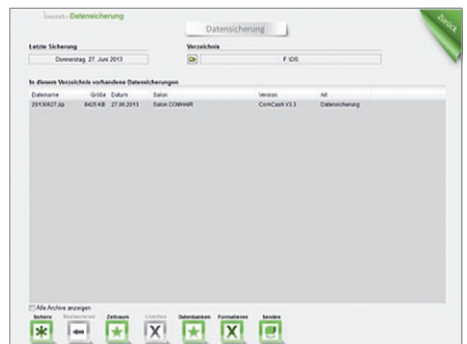 Datensicherung
Zurück
Datensicherung
Letzte Sicherung
Verzeichnis
Donnerstag, 27. Juni 2013
In diesem Verzeichnis vorhandene Datensicherungen
Dateiname Größe Datum Salon Version Art
20130627.zip 8425 KB 27.06.2013 Salon COMHAIR ComCash V3.3 Datensicherung
Alle Archive anzeigen
Sichern Zeitraum Löschen Datenbanken Formatieren Senden